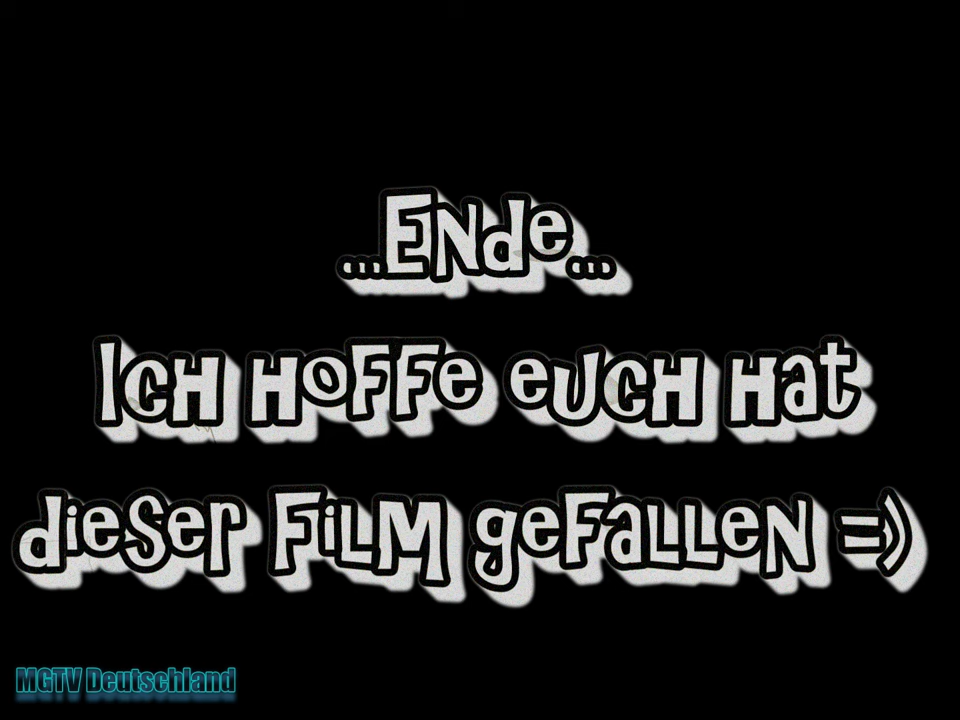 ...Ende...
Ich hoffe euch hat
dieser Film gefallen =)
MGTV Deutschland